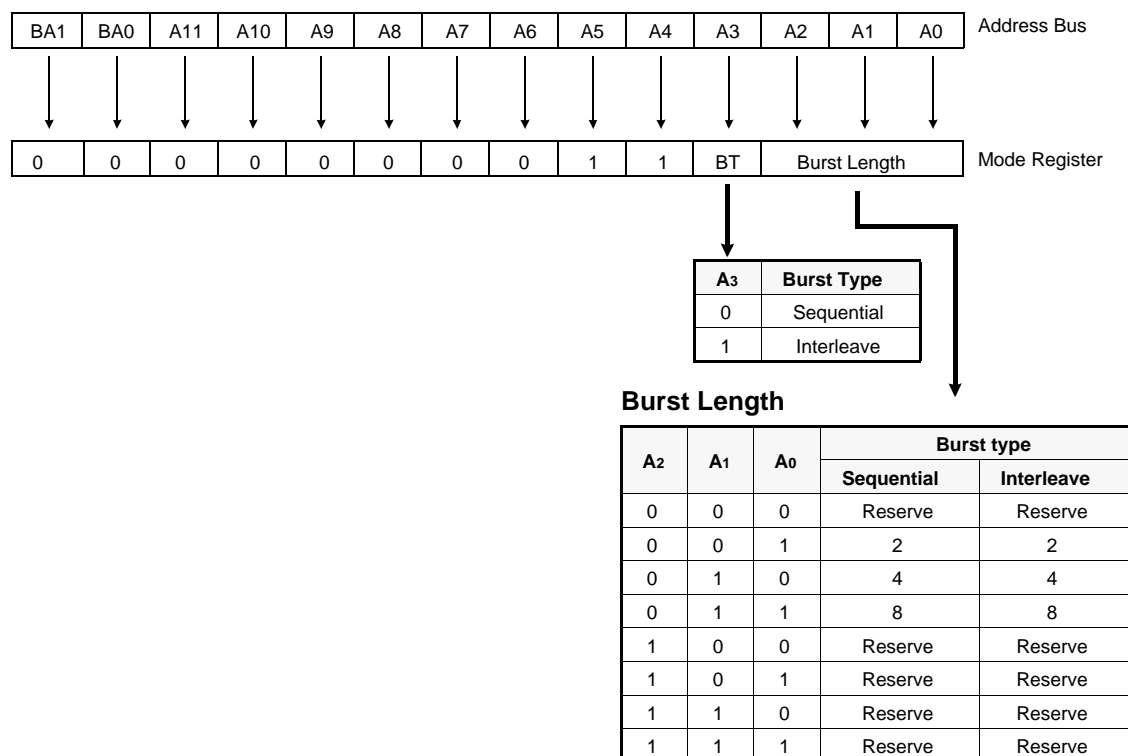 BA1 BA0 A11 A10 A9 A8 A7 A6 A5 A4 A3 A2 A1 A0 Address Bus
0 0 0 0 0 0 0 0 1 1 BT Burst Length Mode Register
A3 Burst Type
0 Sequential
1 Interleave
Burst Length
A2 A1 A0 Burst type
Sequential Interleave
0 0 0 Reserve Reserve
0 0 1 2 2
0 1 0 4 4
0 1 1 8 8
1 0 0 Reserve Reserve
1 0 1 Reserve Reserve
1 1 0 Reserve Reserve
1 1 1 Reserve Reserve